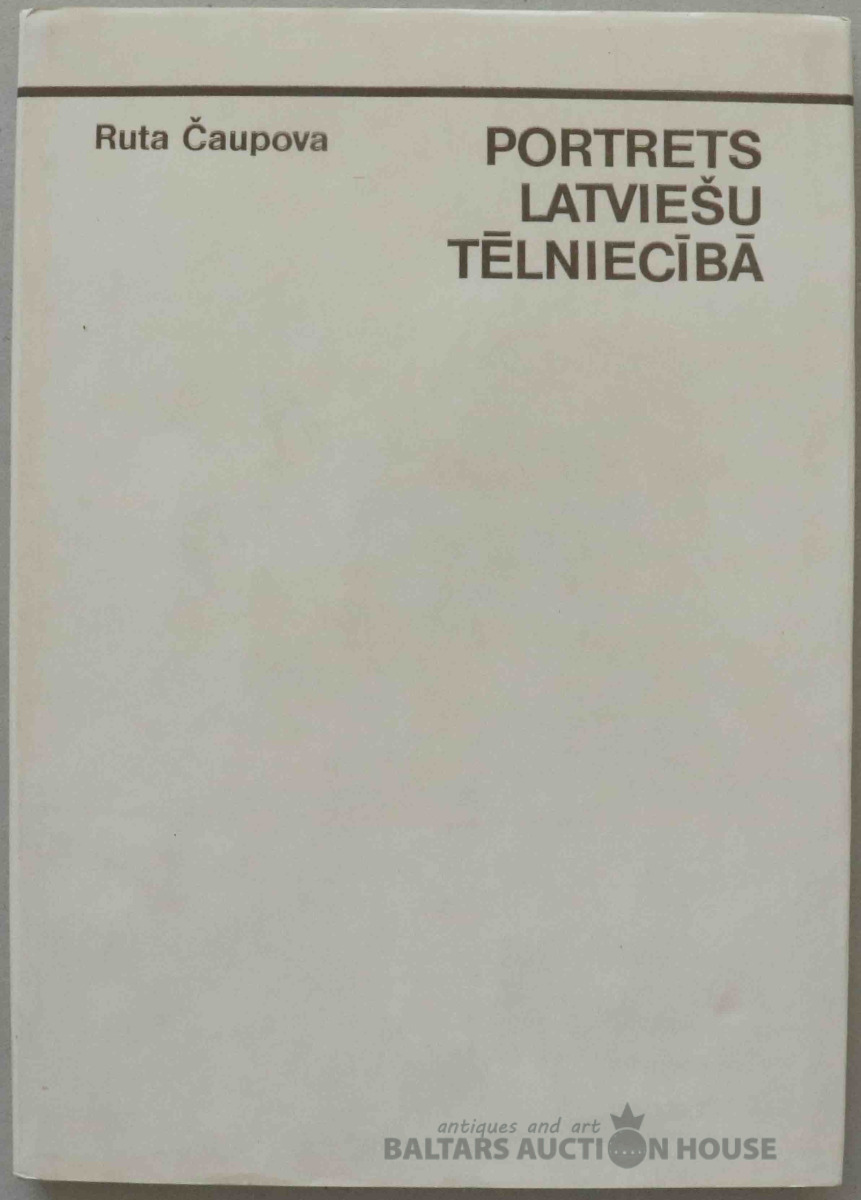 Ruta Čaupova
PORTRETS
LATVIEŠU
TĒLNIECĪBĀ
antiques and art
BALTARS AUCTION HOUSE